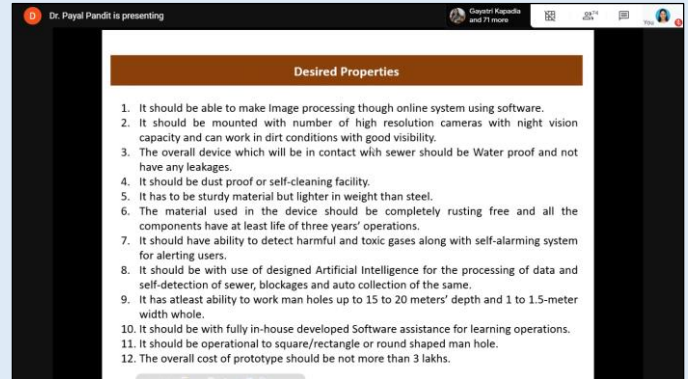 D Dr. Payal Pandit is presenting
Gayatri Kapadia
and 71 more
74
You
Desired Properties
1. It should be able to make Image processing though online system using software.
2. It should be mounted with number of high resolution cameras with night vision
capacity and can work in dirt conditions with good visibility.
3. The overall device which will be in contact with sewer should be Water proof and not
have any leakages.
4. It should be dust proof or self-cleaning facility.
5. It has to be sturdy material but lighter in weight than steel.
6. The material used in the device should be completely rusting free and all the
components have at least life of three years' operations.
7. It should have ability to detect harmful and toxic gases along with self-alarming system
for alerting users.
8. It should be with use of designed Artificial Intelligence for the processing of data and
self-detection of sewer, blockages and auto collection of the same.
9. It has atleast ability to work man holes up to 15 to 20 meters' depth and 1 to 1.5-meter
width whole.
10. It should be with fully in-house developed Software assistance for learning operations.
11. It should be operational to square/rectangle or round shaped man hole.
12. The overall cost of prototype should be not more than 3 lakhs.